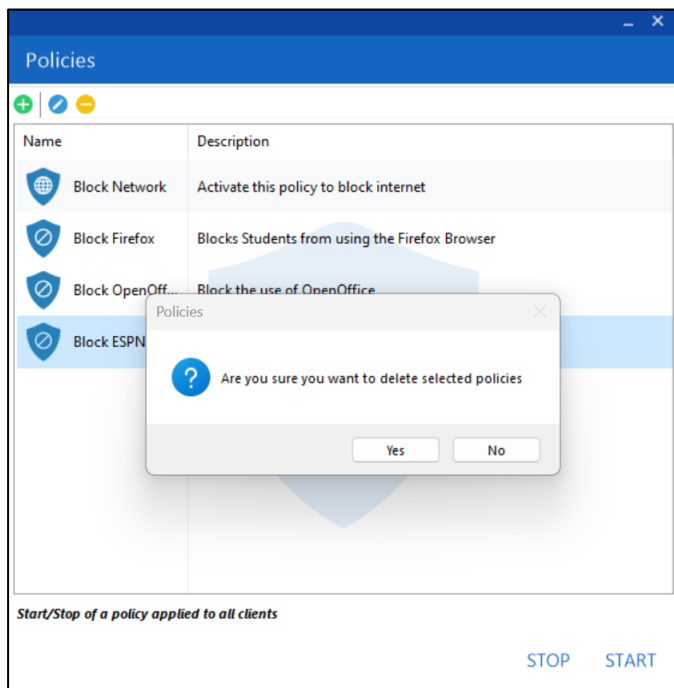 Policies
Name Description
Block Network Activate this policy to block internet
Block Firefox Blocks Students from using the Firefox Browser
Block OpenOff... Block the use of OpenOffice
Block ESPN
Policies
Are you sure you want to delete selected policies
Yes No
Start/Stop of a policy applied to all clients
STOP START